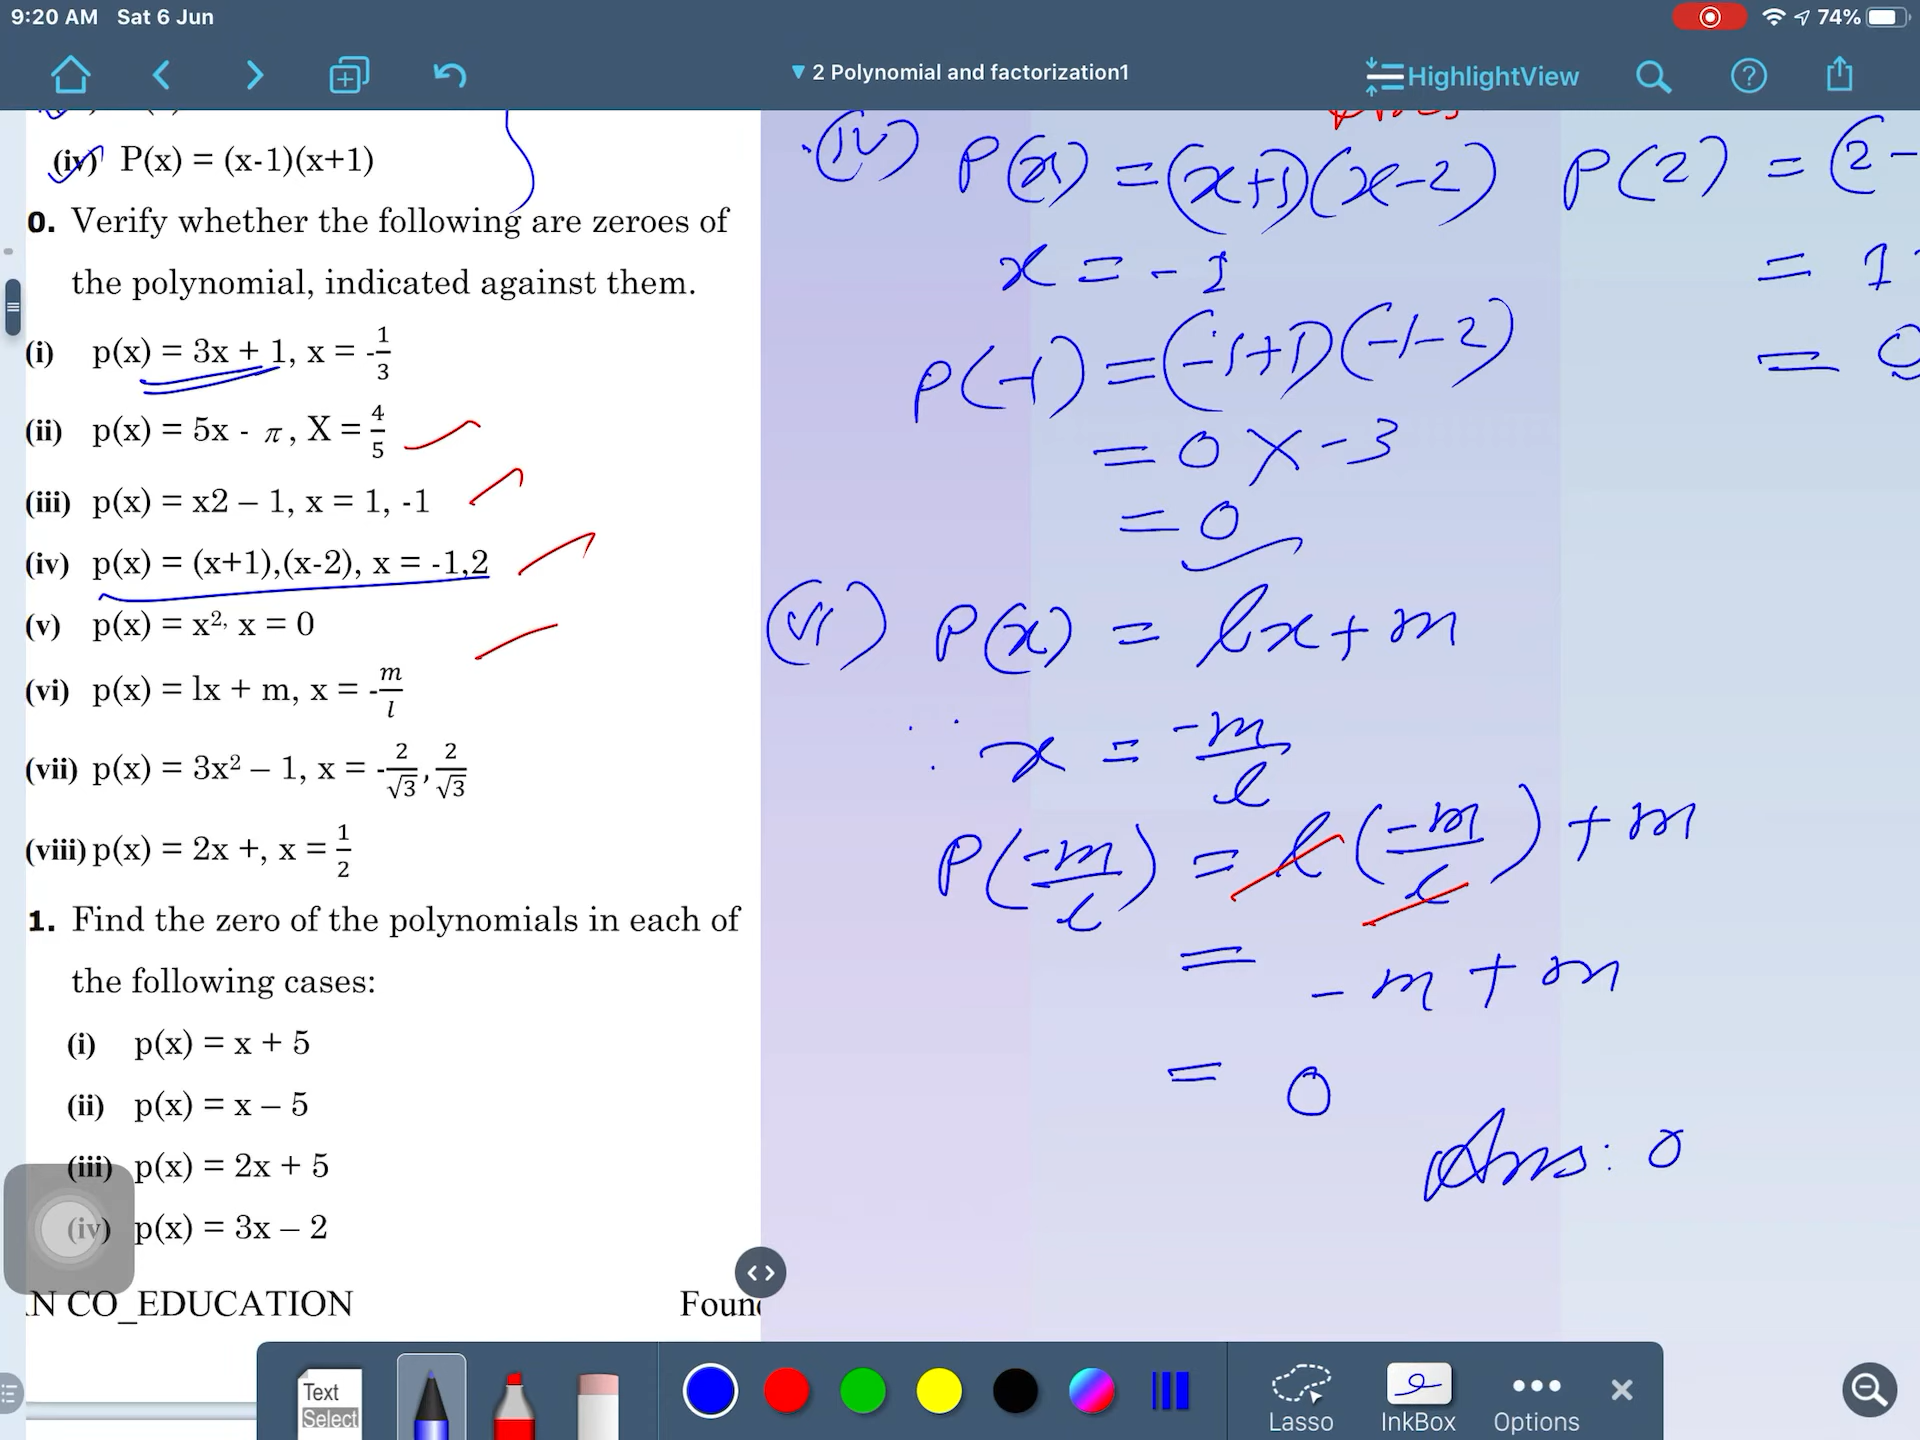 9:20 AM Sat 6 Jun
74%
2 Polynomial and factorization1
HighlightView
(iv) P(x) = (x-1)(x+1)
0. Verify whether the following are zeroes of
the polynomial, indicated against them.
(i) p(x) = 3x + 1, x = -1/3
(ii) p(x) = 5x - π, X = 4/5
(iii) p(x) = x2 – 1, x = 1, -1
(iv) p(x) = (x+1),(x-2), x = -1,2
(v) p(x) = x², x = 0
(vi) p(x) = lx + m, x = -m/l
(vii) p(x) = 3x² – 1, x = -2/√3, 2/√3
(viii) p(x) = 2x +, x = 1/2
1. Find the zero of the polynomials in each of
the following cases:
(i) p(x) = x + 5
(ii) p(x) = x – 5
(iii) p(x) = 2x + 5
(iv) p(x) = 3x – 2
N CO_EDUCATION
Foun
(iv) P(x) = (x+1)(x-2)
x = -1
P(-1) = (-1+1)(-1-2)
= 0 X -3
= 0
P(2) = (2-
= 1
= 0
(vi) P(x) = lx+m
∵ x = -m/l
P(-m/l) = l(-m/l) + m
= -m + m
= 0
Ans: 0
Text
Select
Lasso
InkBox
Options